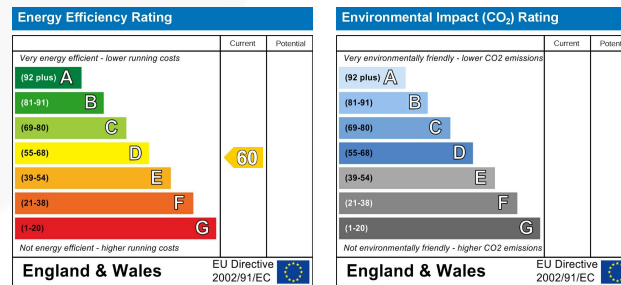 Energy Efficiency Rating
Current Potential
Very energy efficient - lower running costs
(92 plus) A
(81-91) B
(69-80) C
(55-68) D
60
(39-54) E
(21-38) F
(1-20) G
Not energy efficient - higher running costs
England & Wales
EU Directive
2002/91/EC
Environmental Impact (CO₂) Rating
Current Potent
Very environmentally friendly - lower CO2 emissions
(92 plus) A
(81-91) B
(69-80) C
(55-68) D
(39-54) E
(21-38) F
(1-20) G
Not environmentally friendly - higher CO2 emissions
England & Wales
EU Directive
2002/91/EC